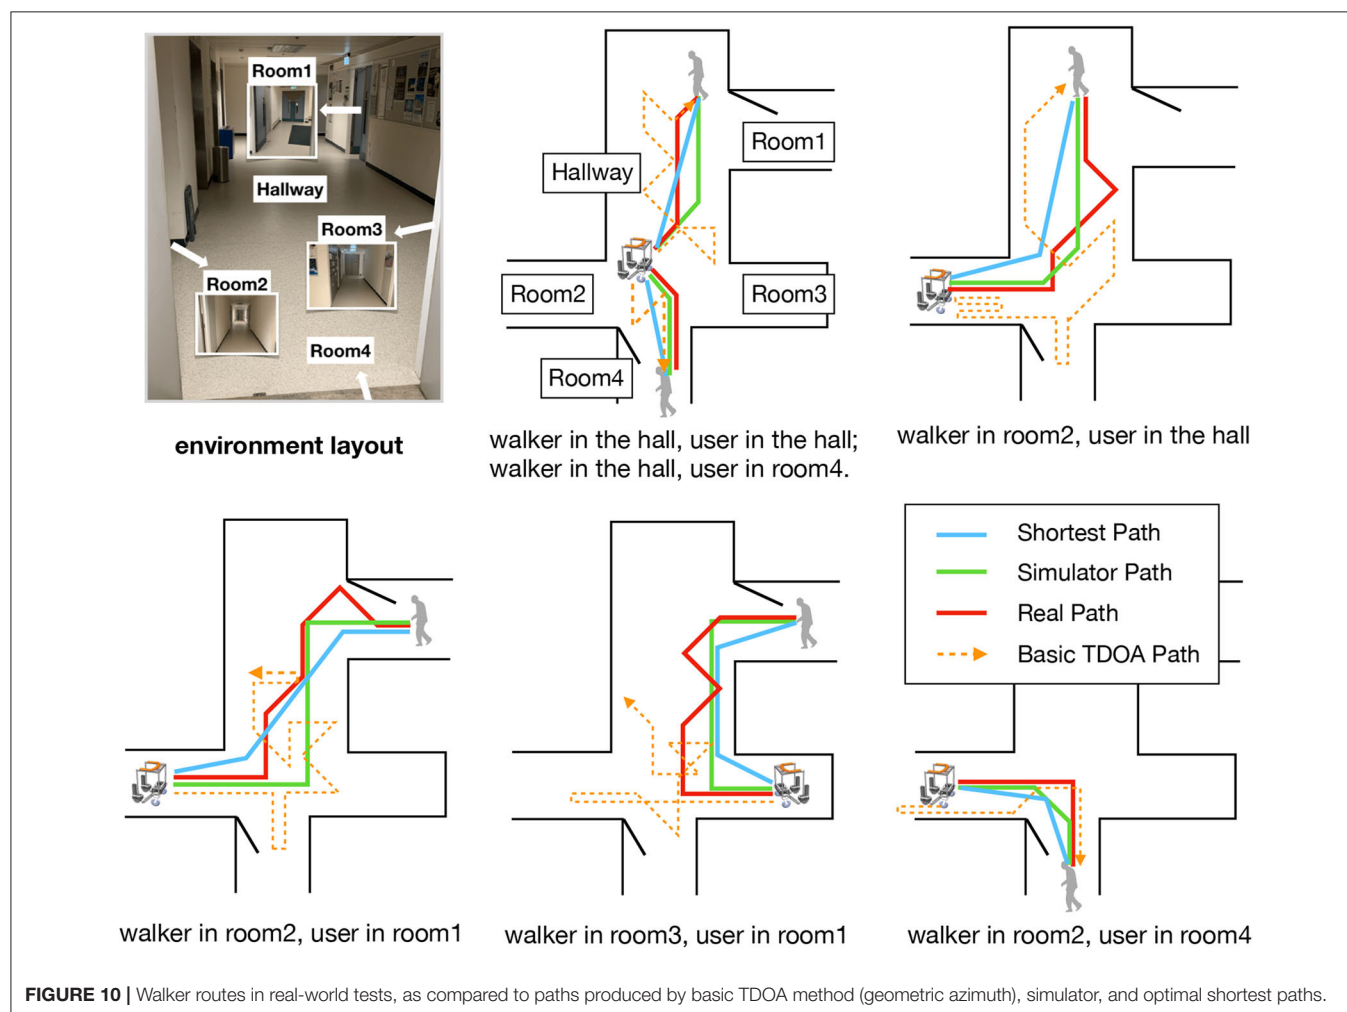 Room1
Hallway
Room3
Room2
Room4
environment layout
Hallway
Room1
Room2
Room3
Room4
walker in the hall, user in the hall;
walker in the hall, user in room4.
walker in room2, user in the hall
walker in room2, user in room1
walker in room3, user in room1
Shortest Path
Simulator Path
Real Path
Basic TDOA Path
walker in room2, user in room4
FIGURE 10 | Walker routes in real-world tests, as compared to paths produced by basic TDOA method (geometric azimuth), simulator, and optimal shortest paths.